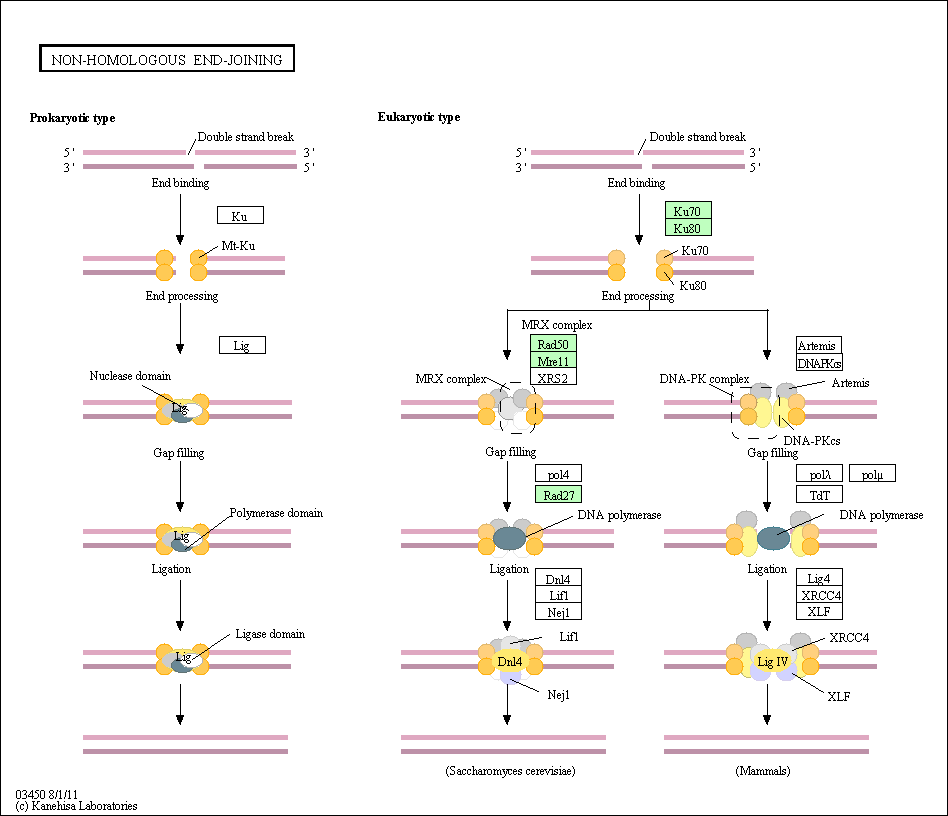 NON-HOMOLOGOUS END-JOINING
Prokaryotic type
Double strand break
5'
3'
3'
5'
End binding
Ku
Mt-Ku
End processing
Lig
Nuclease domain
Lig
Gap filling
Polymerase domain
Lig
Ligation
Ligase domain
Lig
Eukaryotic type
Double strand break
5'
3'
3'
5'
End binding
Ku70
Ku80
Ku70
Ku80
End processing
MRX complex
Rad50
Mre11
XRS2
MRX complex
Gap filling
pol4
Rad27
DNA polymerase
Ligation
Dnl4
Lif1
Nej1
Lif1
Dnl4
Nej1
(Saccharomyces cerevisiae)
Artemis
DNAPKcs
DNA-PK complex
Artemis
DNA-PKcs
Gap filling
polλ
polμ
TdT
DNA polymerase
Ligation
Lig4
XRCC4
XLF
XRCC4
Lig IV
XLF
(Mammals)
03450 8/1/11
(c) Kanehisa Laboratories